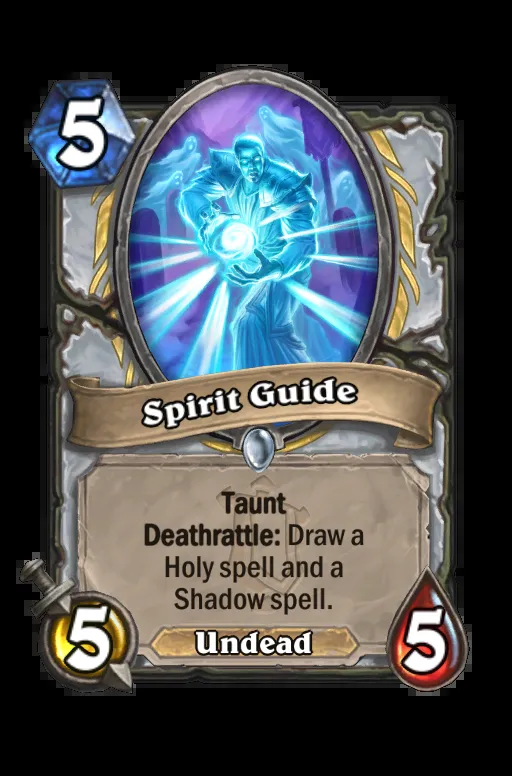 5
Spirit Guide
Taunt
Deathrattle: Draw a
Holy spell and a
Shadow spell.
5
Undead
5